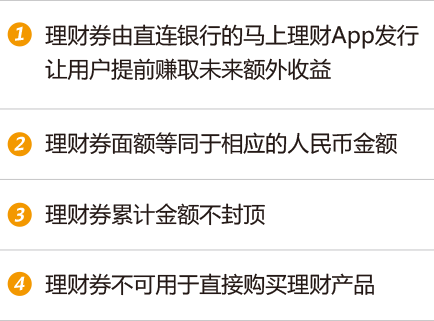 1 理财券由直连银行的马上理财App发行
让用户提前赚取未来额外收益
2 理财券面额等同于相应的人民币金额
3 理财券累计金额不封顶
4 理财券不可用于直接购买理财产品